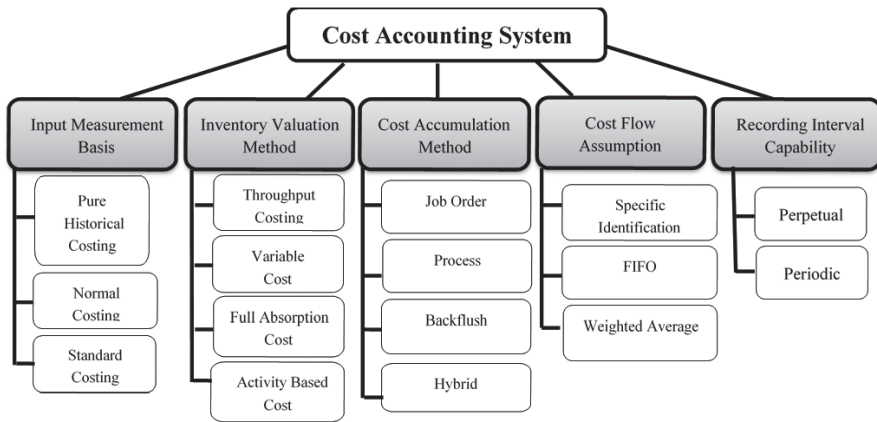 Cost Accounting System
Input Measurement
Basis
Pure
Historical
Costing
Normal
Costing
Standard
Costing
Inventory Valuation
Method
Throughput
Costing
Variable
Cost
Full Absorption
Cost
Activity Based
Cost
Cost Accumulation
Method
Job Order
Process
Backflush
Hybrid
Cost Flow
Assumption
Specific
Identification
FIFO
Weighted Average
Recording Interval
Capability
Perpetual
Periodic